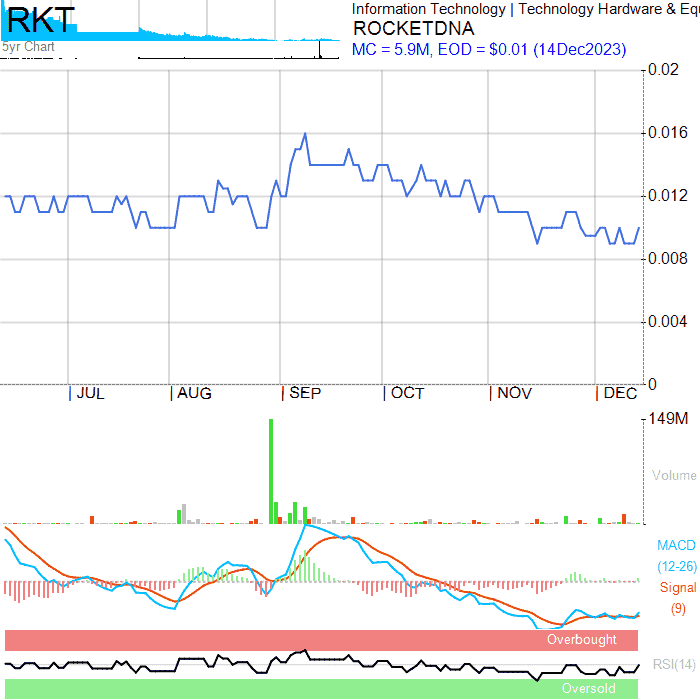 RKT
5yr Chart
Information Technology | Technology Hardware & Equ
ROCKETDNA
MC = 5.9M, EOD = $0.01 (14Dec2023)
0.02
0.016
0.012
0.008
0.004
0
JUL
AUG
SEP
OCT
NOV
DEC
149M
Volume
MACD
(12-26)
Signal
(9)
Overbought
RSI(14)
Oversold